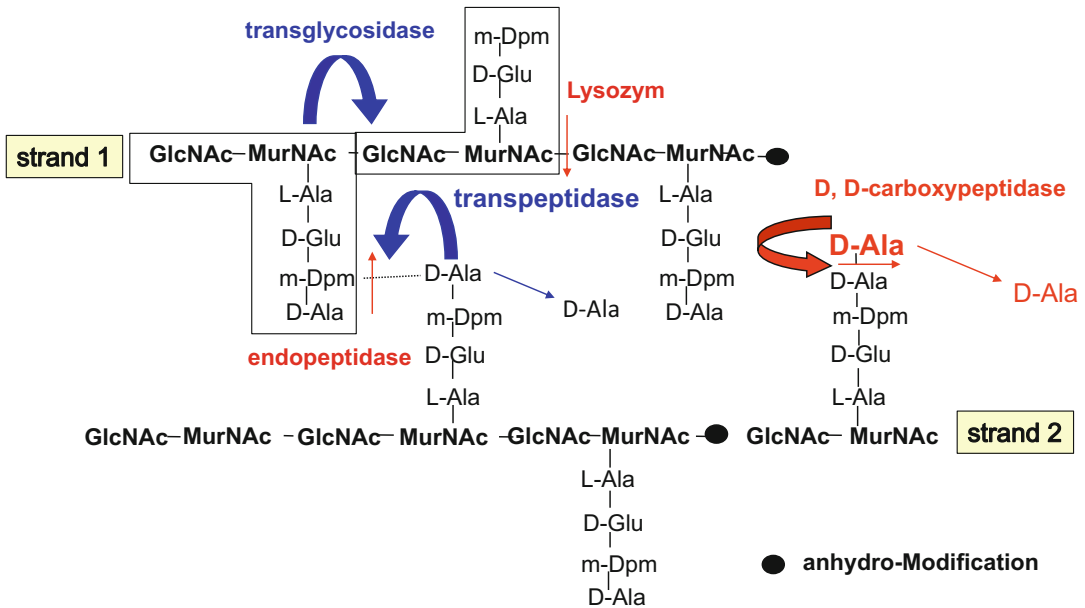 transglycosidase
m-Dpm
D-Glu
Lysozym
L-Ala
strand 1
GlcNAc MurNAc GlcNAc MurNAc GlcNAc MurNAc
L-Ala
transpeptidase
L-Ala
D, D-carboxypeptidase
D-Glu
D-Glu
D-Ala
m-Dpm
D-Ala
m-Dpm
D-Ala
D-Ala
D-Ala
D-Ala
D-Ala
m-Dpm
m-Dpm
endopeptidase
D-Glu
D-Glu
L-Ala
L-Ala
GlcNAc MurNAc GlcNAc MurNAc GlcNAc MurNAc GlcNAc MurNAc
strand 2
L-Ala
D-Glu
m-Dpm
anhydro-Modification
D-Ala